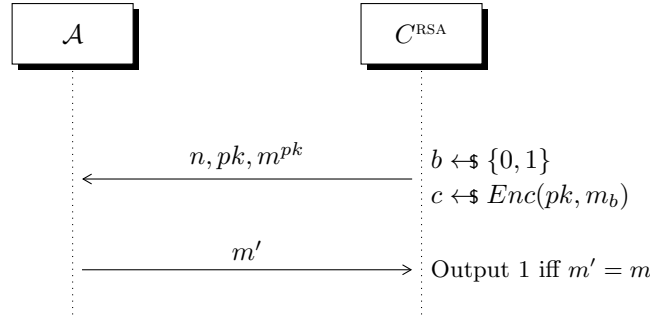 𝒜 C^RSA
n, pk, m^pk
b ←$ {0, 1}
c ←$ Enc(pk, m_b)
m′
Output 1 iff m′ = m